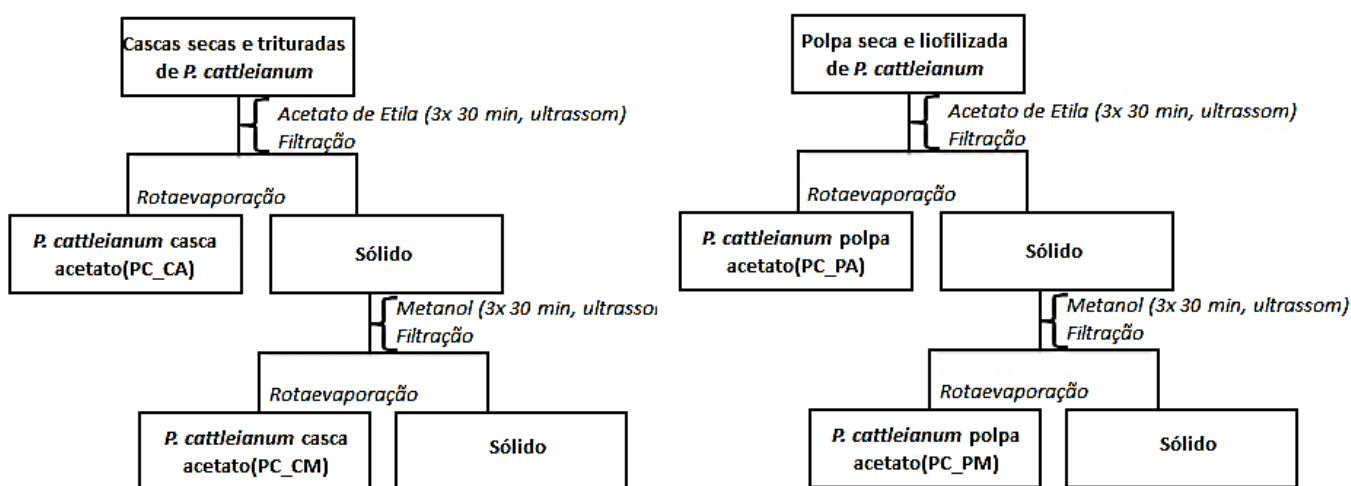 Cascas secas e trituradas
de P. cattleianum
Acetato de Etila (3x 30 min, ultrassom)
Filtração
Rotaevaporação
P. cattleianum casca
acetato(PC_CA)
Sólido
Metanol (3x 30 min, ultrassom
Filtração
Rotaevaporação
P. cattleianum casca
acetato(PC_CM)
Sólido
Polpa seca e liofilizada
de P. cattleianum
Acetato de Etila (3x 30 min, ultrassom)
Filtração
Rotaevaporação
P. cattleianum polpa
acetato(PC_PA)
Sólido
Metanol (3x 30 min, ultrassom)
Filtração
Rotaevaporação
P. cattleianum polpa
acetato(PC_PM)
Sólido